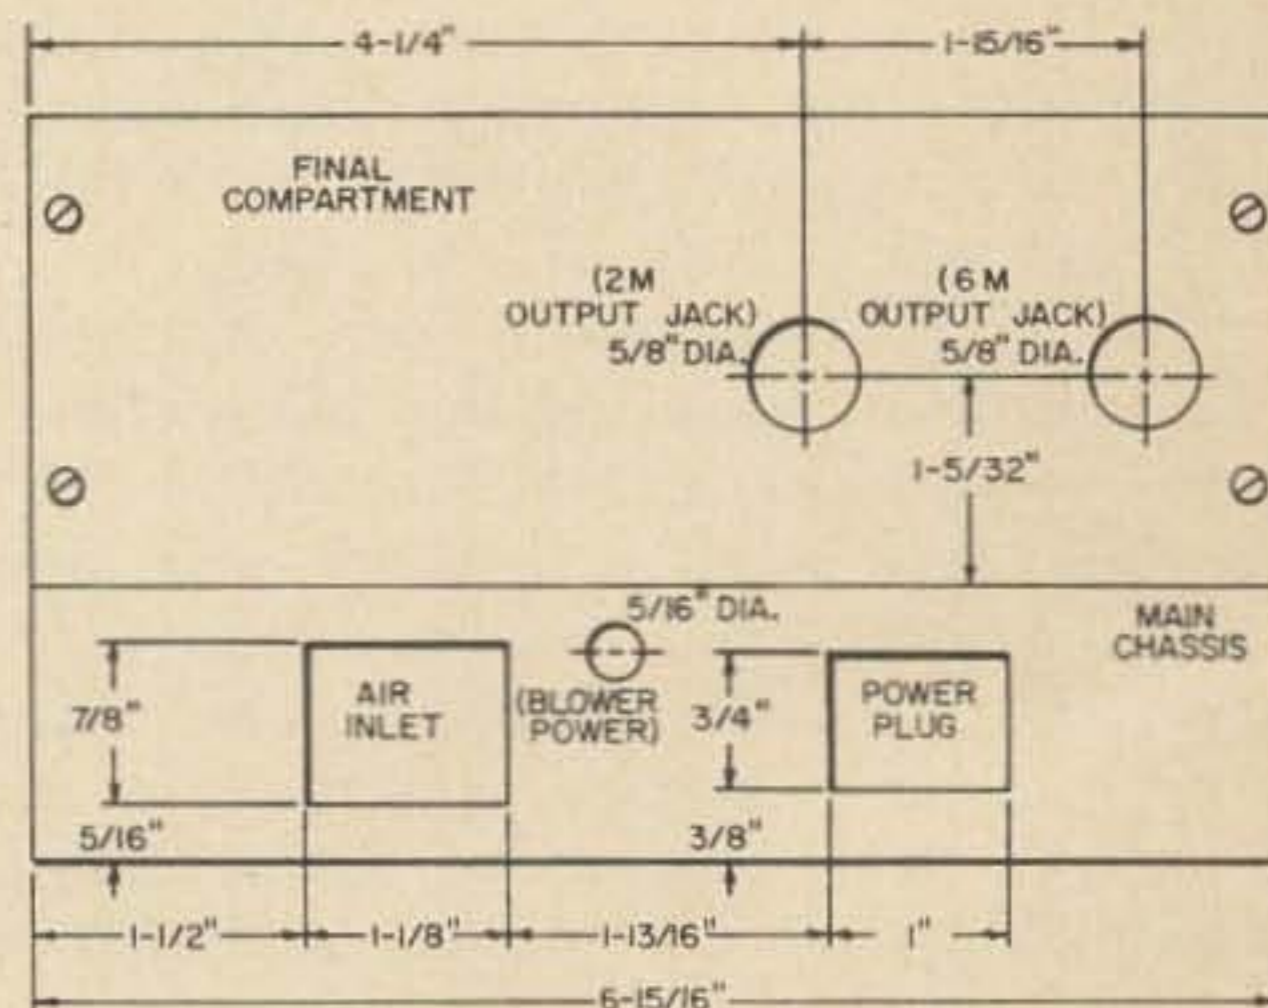 4-1/4"
1-15/16"
FINAL
COMPARTMENT
(2M
OUTPUT JACK)
5/8" DIA.
(6M
OUTPUT JACK)
5/8" DIA.
1-5/32"
5/16" DIA.
MAIN
CHASSIS
7/8"
AIR
INLET
(BLOWER
POWER)
3/4"
POWER
PLUG
5/16"
3/8"
1-1/2"
1-1/8"
1-13/16"
1"
6-15/16"